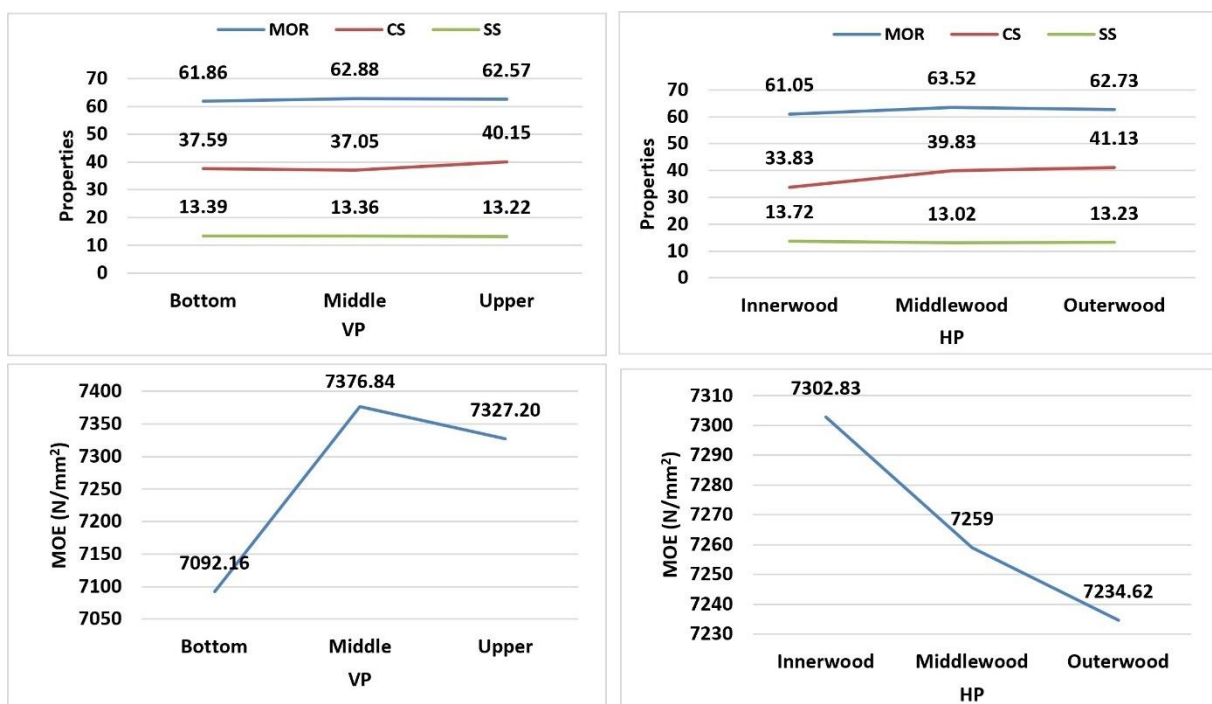 MOR CS SS
61.86 62.88 62.57
70
60
50
40
30
20
10
0
37.59 37.05 40.15
13.39 13.36 13.22
Properties
Bottom Middle Upper
VP
MOR CS SS
61.05 63.52 62.73
70
60
50
40
30
20
10
0
33.83 39.83 41.13
13.72 13.02 13.23
Properties
Innerwood Middlewood Outerwood
HP
7400
7350
7300
7250
7200
7150
7100
7050
7376.84
7327.20
7092.16
MOE (N/mm²)
Bottom Middle Upper
VP
7310
7300
7290
7280
7270
7260
7250
7240
7230
7302.83
7259
7234.62
MOE (N/mm²)
Innerwood Middlewood Outerwood
HP